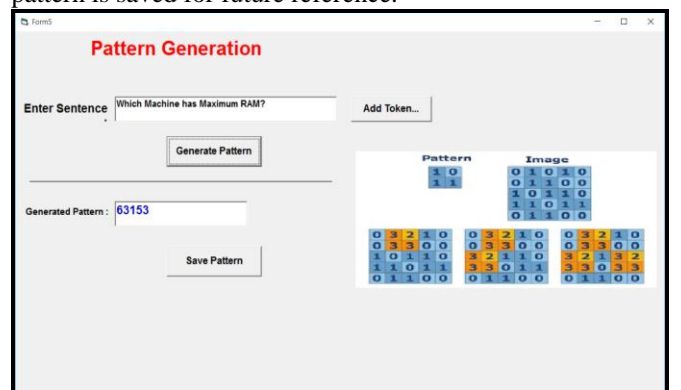 pattern is saved for future reference.
Form5
Pattern Generation
Enter Sentence Which Machine has Maximum RAM? Add Token...
Generate Pattern
Generated Pattern : 63153
Save Pattern
Pattern Image
1 0 0 1 0 1 0
1 1 0 1 1 0 0
1 0 1 1 0
1 1 0 1 1
0 1 1 0 0
0 3 2 1 0 0 3 2 1 0 0 3 2 1 0
0 3 3 0 0 0 3 3 0 0 0 3 3 0 0
1 0 1 1 0 3 2 1 1 0 3 2 1 3 2
1 1 0 1 1 3 3 0 1 1 3 3 0 3 3
0 1 1 0 0 0 1 1 0 0 0 1 1 0 0